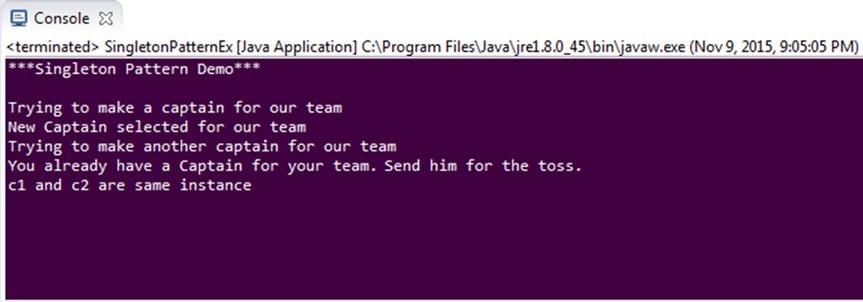 Console
<terminated> SingletonPatternEx [Java Application] C:\Program Files\Java\jre1.8.0_45\bin\javaw.exe (Nov 9, 2015, 9:05:05 PM)
***Singleton Pattern Demo***
Trying to make a captain for our team
New Captain selected for our team
Trying to make another captain for our team
You already have a Captain for your team. Send him for the toss.
c1 and c2 are same instance